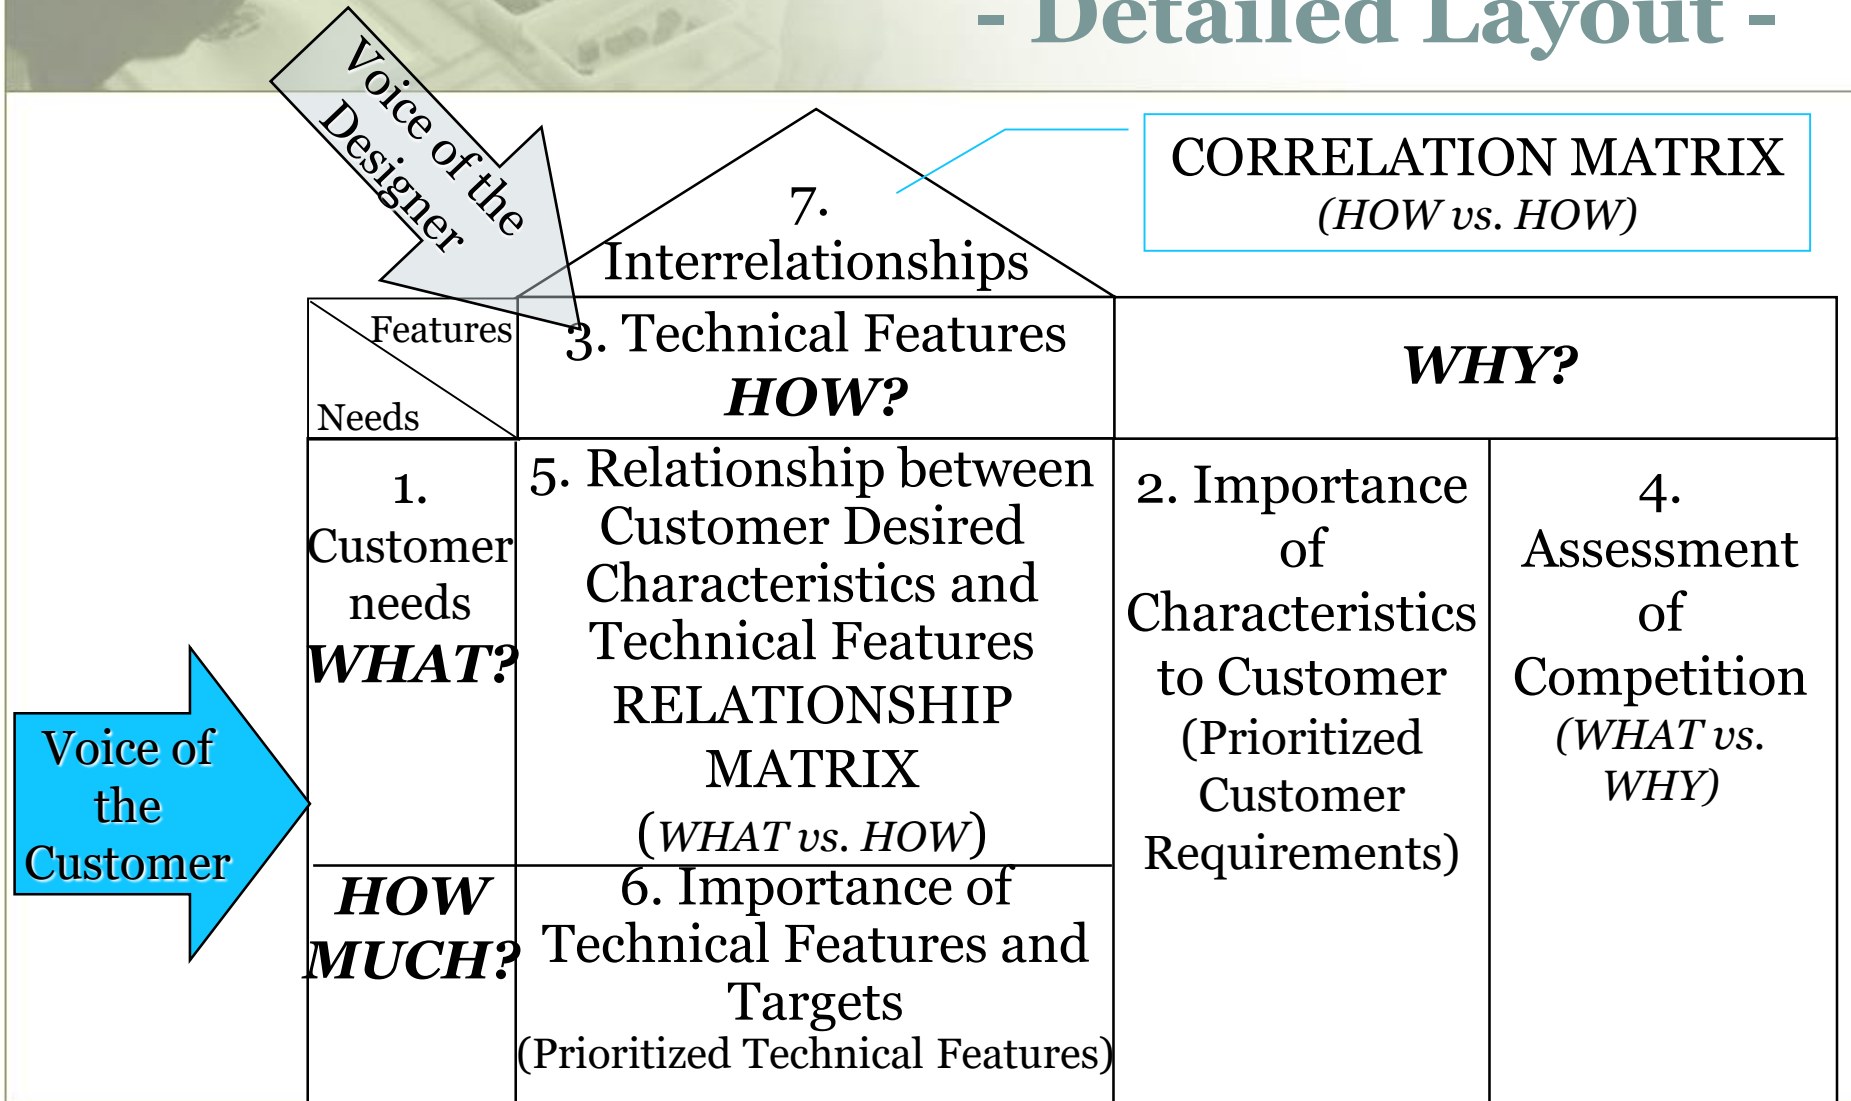 - Detailed Layout -
Voice of the
Designer
CORRELATION MATRIX
(HOW vs. HOW)
7.
Interrelationships
Features
Needs
3. Technical Features
HOW?
WHY?
1.
Customer
needs
WHAT?
5. Relationship between
Customer Desired
Characteristics and
Technical Features
RELATIONSHIP
MATRIX
(WHAT vs. HOW)
2. Importance
of
Characteristics
to Customer
(Prioritized
Customer
Requirements)
4.
Assessment
of
Competition
(WHAT vs.
WHY)
Voice of
the
Customer
HOW
MUCH?
6. Importance of
Technical Features and
Targets
(Prioritized Technical Features)